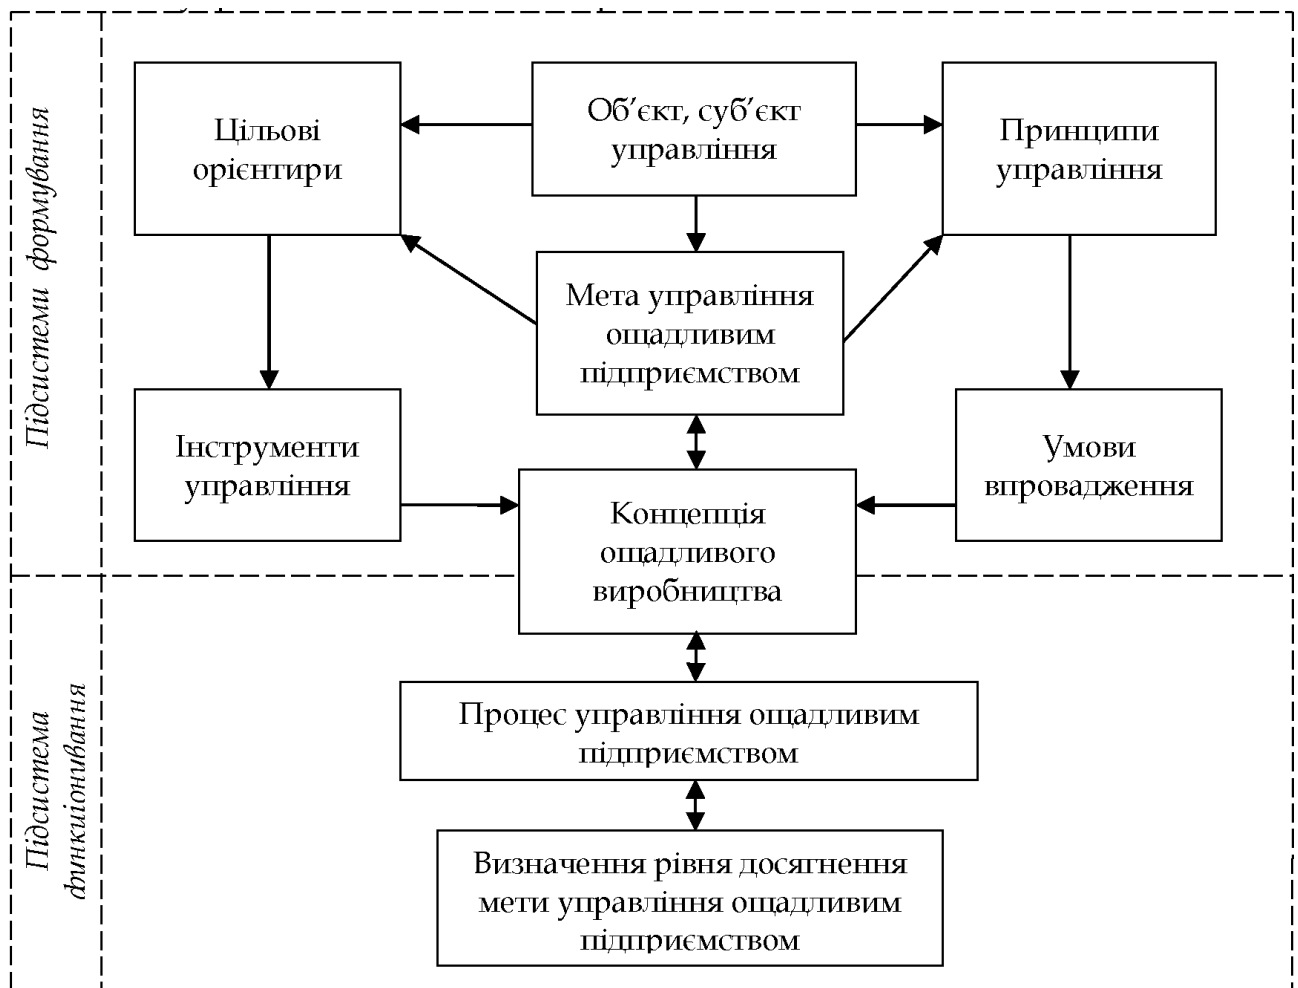 Підсистеми формування
Цільові
орієнтири
Об’єкт, суб’єкт
управління
Принципи
управління
Мета управління
ощадливим
підприємством
Інструменти
управління
Умови
впровадження
Концепція
ощадливого
виробництва
Підсистема
функціонування
Процес управління ощадливим
підприємством
Визначення рівня досягнення
мети управління ощадливим
підприємством